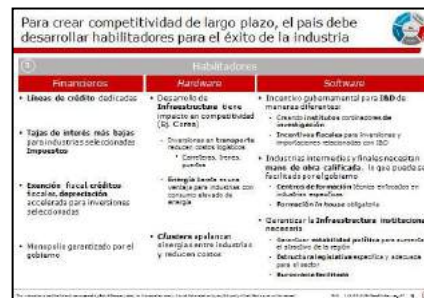 Para crear competitividad de largo plazo, el país debe
desarrollar habilitadores para el éxito de la industria
Habilitadores
Financieros
• Líneas de crédito dedicadas
• Tajas de interés más bajas
para industrias seleccionadas
Impuestos
• Exención fiscal créditos
fiscales, depreciación
acelerada para inversiones
seleccionadas
• Monopolio garantizado por el
gobierno
Hardware
• Desarrollo de
Infraestructura tiene
impacto en competitividad
(Ej. Corea)
– Inversiones en transporte
reducen costos logísticos
• Carreteras, trenes,
puertos
– Energía barata es una
ventaja para industrias con
consumo elevado de
energía
• Clusters apalancan
sinergias entre industrias
y reducen costos
Software
• Incentivo gubernamental para I&D de
maneras diferentes:
– Creando institutos coordinadores de
investigación
– Incentivos fiscales para inversiones y
importaciones relacionadas con I&D
• Industrias intermedias y finales necesitan
mano de obra calificada, lo que puede ser
facilitado por el gobierno
– Centros de formación técnica enfocados en
industrias específicas
– Formación in house obligatoria
• Garantizar la Infraestructura institucional
necesaria
– Garantizar estabilidad política para aumentar
el atractivo de la región
– Estructura legislativa específica y adecuada
para el sector
– Burocracia facilitada